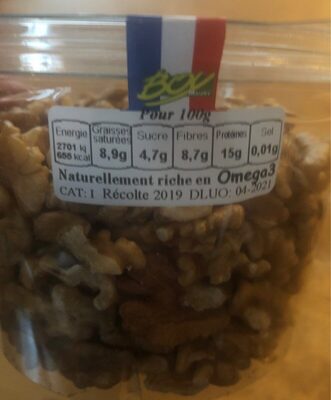 BOU
Pour 100g
Energie Graisses saturées Sucre Fibres Protéines Sel
2701 kj 655 kcal 8,9g 4,7g 8,7g 15g 0,01g
Naturellement riche en Omega3
CAT: I Récolte 2019 DLUO: 04-2021